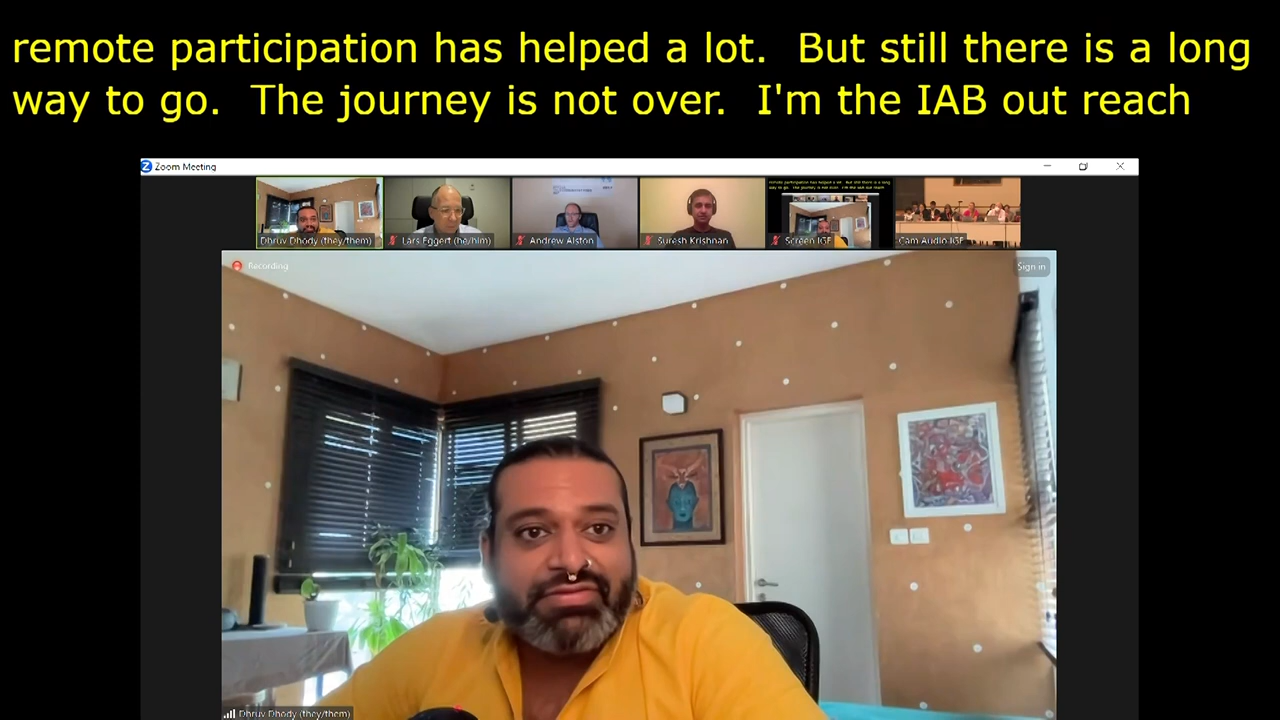 remote participation has helped a lot.  But still there is a long
way to go.  The journey is not over.  I'm the IAB out reach
Zoom Meeting
Dhruv Dhody (they/them)
Lars Eggert (he/him)
Andrew Alston
Suresh Krishnan
Screen IGF
Cam Audio IGF
Recording
Sign in
Dhruv Dhody (they/them)